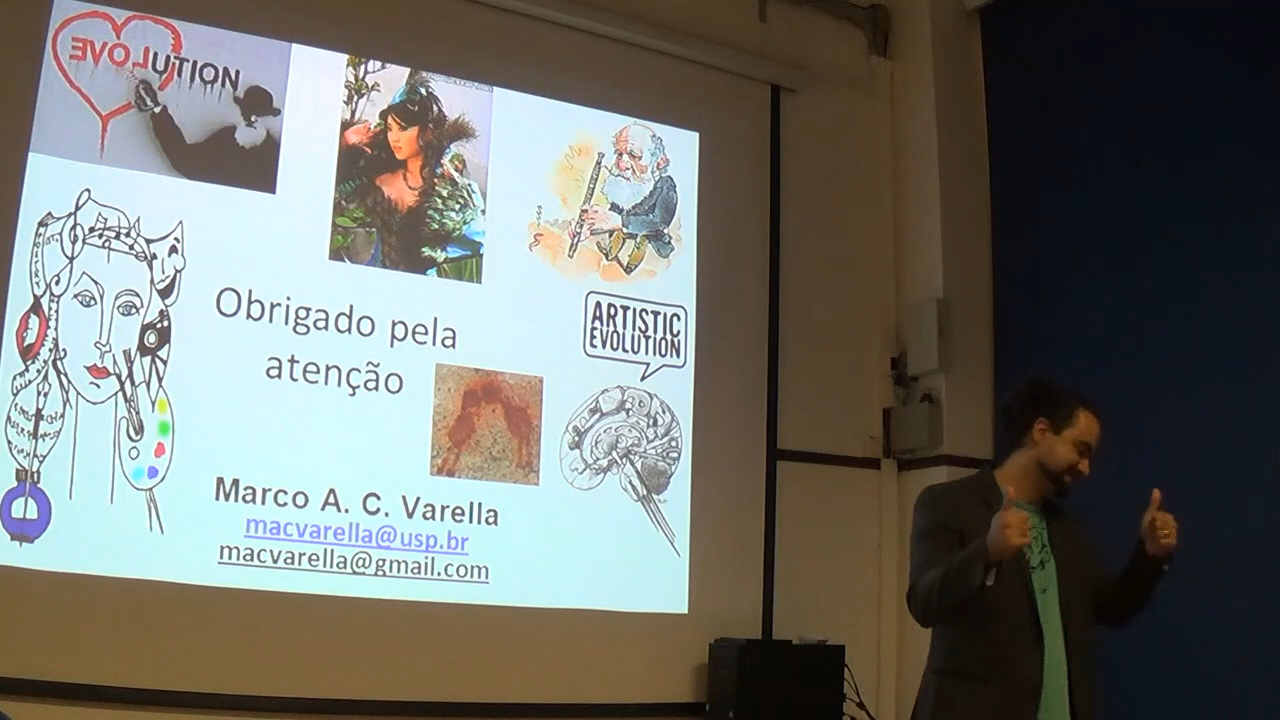 EVOLUTION
ARTISTIC
EVOLUTION
Obrigado pela
atenção
Marco A. C. Varella
macvarella@usp.br
macvarella@gmail.com